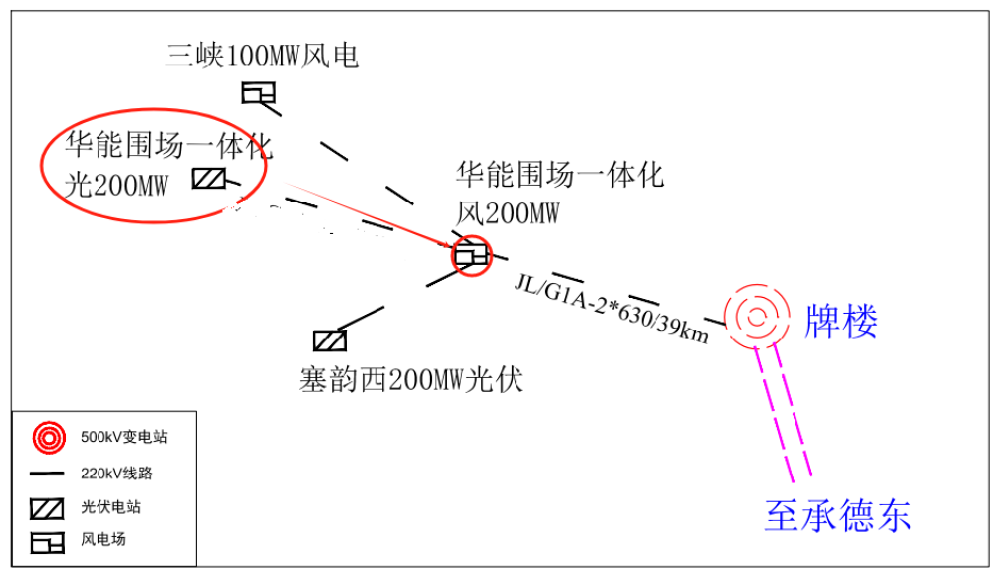 三峡100MW风电
华能围场一体化
光200MW
华能围场一体化
风200MW
JL/G1A-2*630/39km
牌楼
塞韵西200MW光伏
至承德东
500kV变电站
220kV线路
光伏电站
风电场